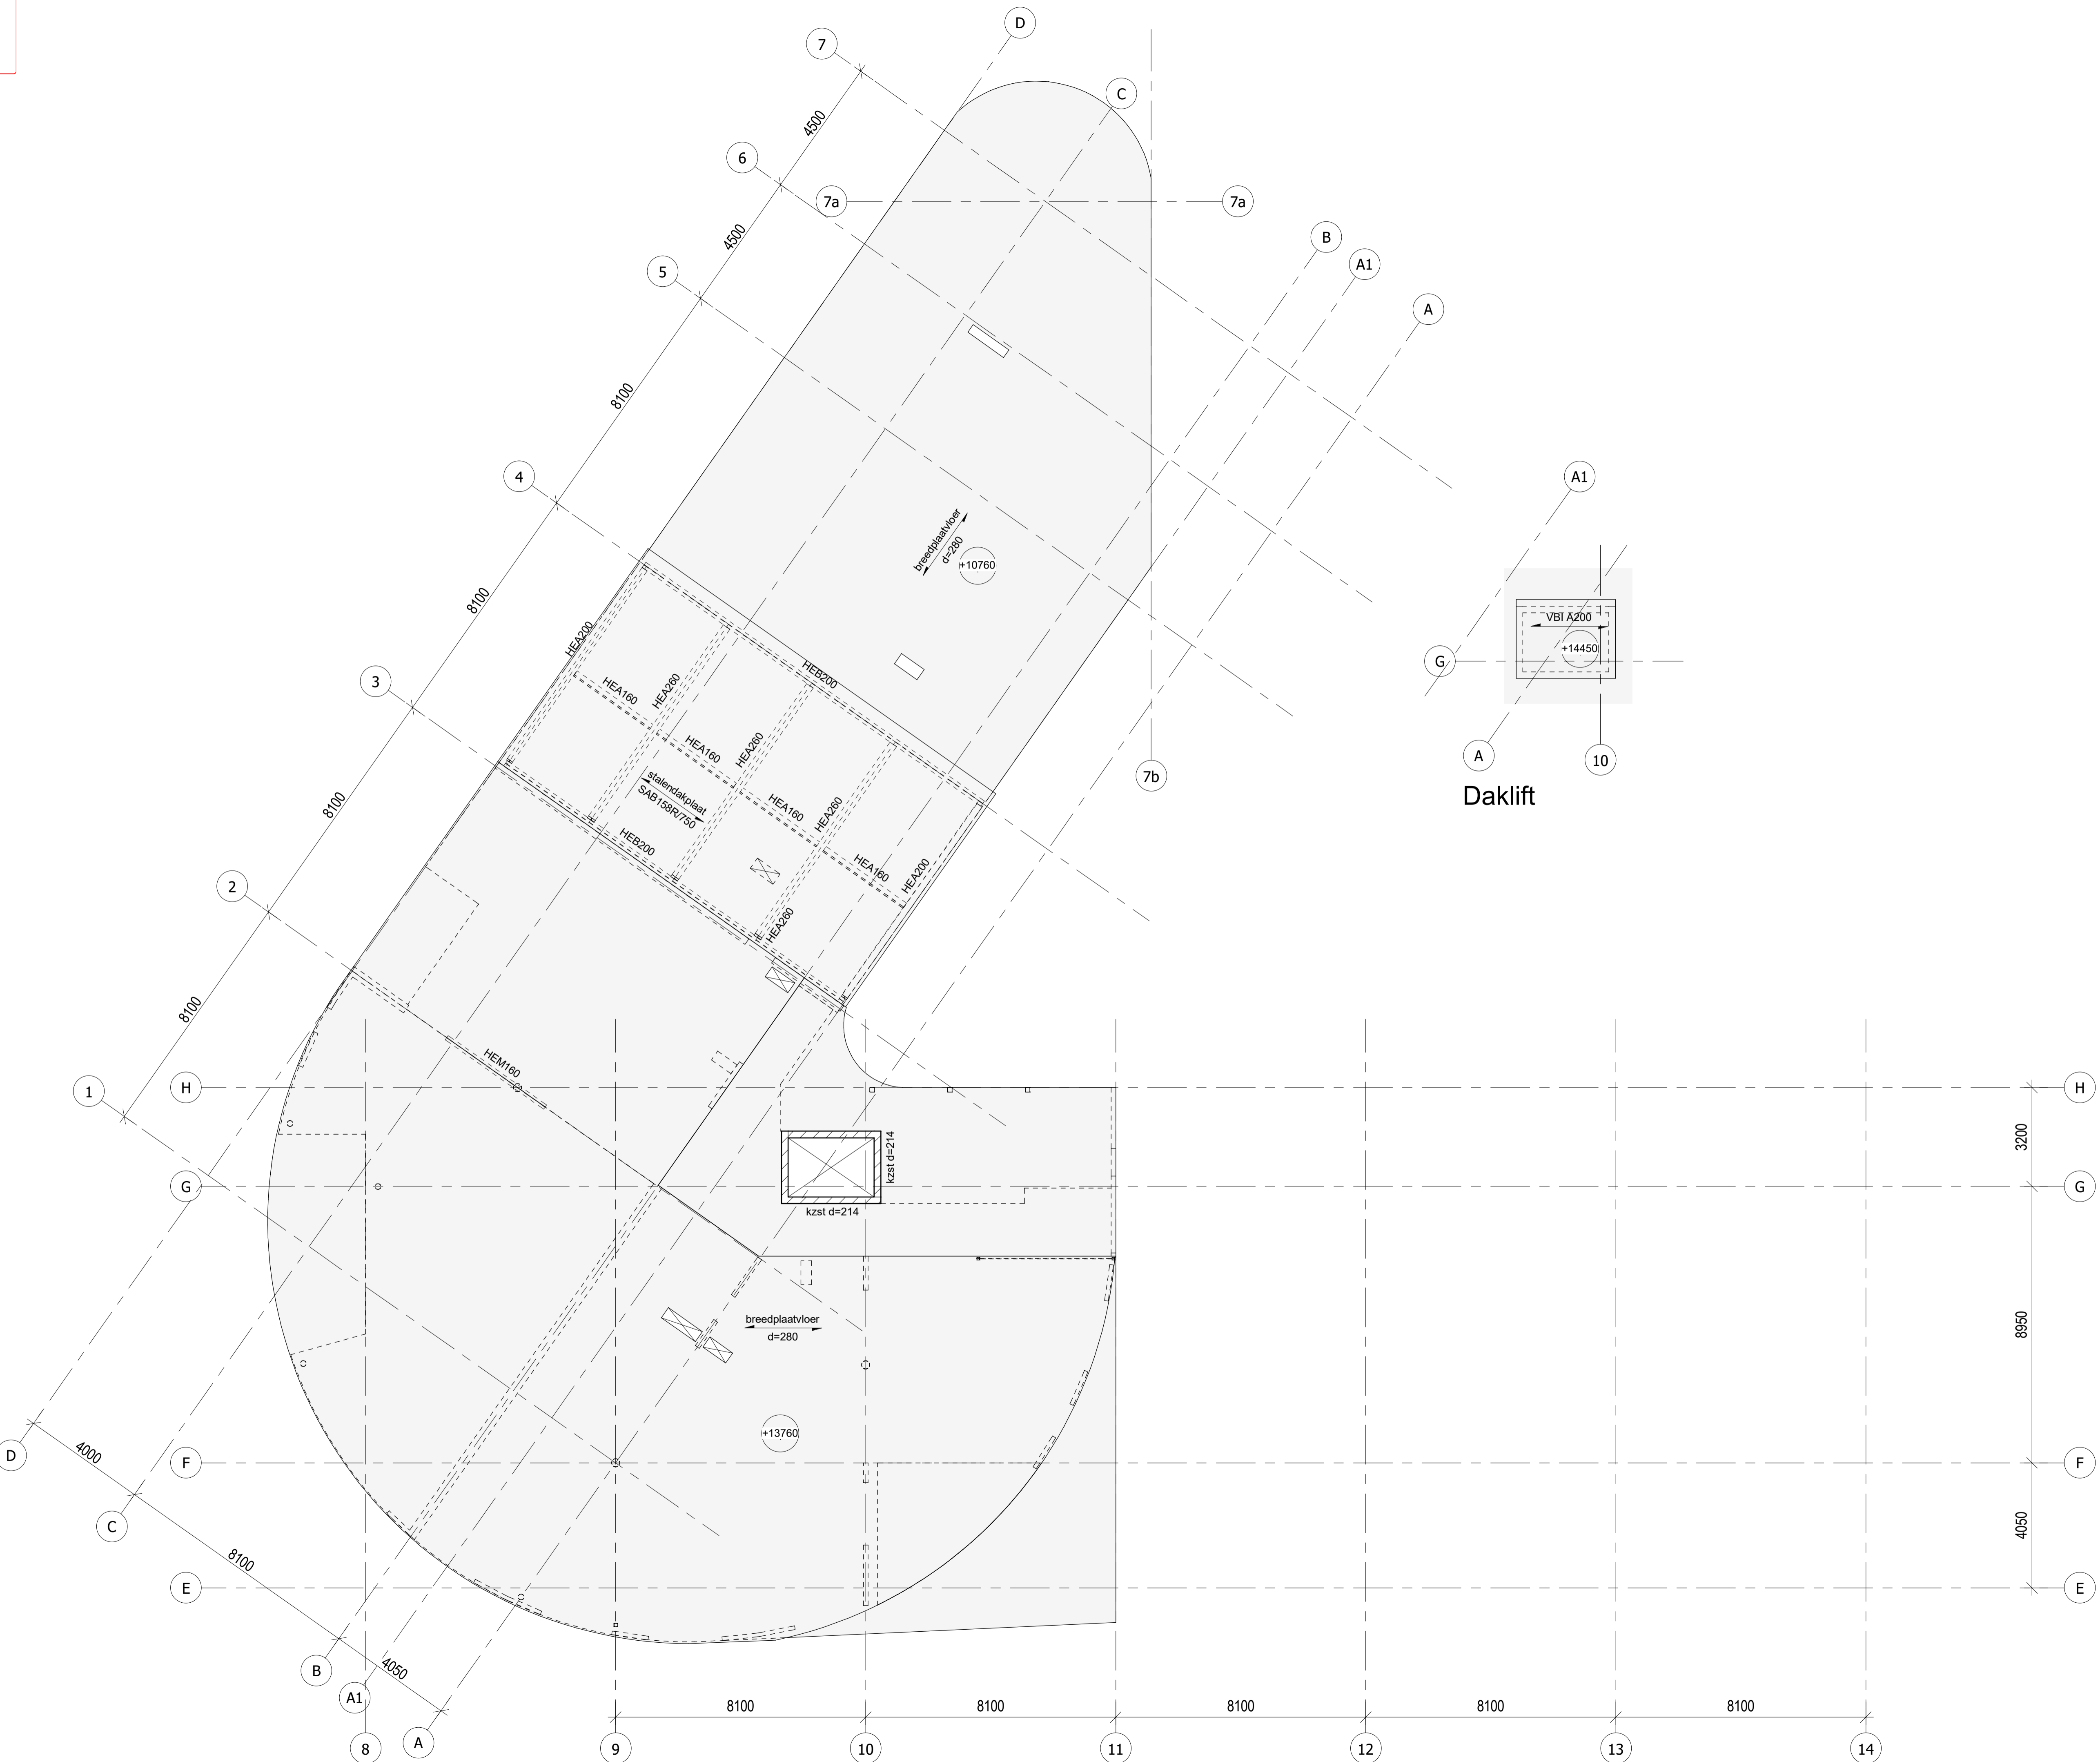 D
7
C
4500
6
7a
7a
4500
B
5
A1
A
8100
4
A1
breedplaatvloer
d=280
+10760
VBI A200
+14450
G
8100
HEA200
HEB200
3
HEA160
HEA260
A
10
HEA160
HEA260
7b
Daklift
stalendakplaat
SAB158R/750
HEA160
HEA260
8100
HEB200
HEA160
HEA200
2
HEA260
8100
HEM160
1
H
H
kzst d=214
3200
G
G
kzst d=214
breedplaatvloer
d=280
8950
+13760
D
4000
F
F
C
4050
8100
E
E
B
4050
A1
A
8100
8100
8100
8100
8100
8
9
10
11
12
13
14